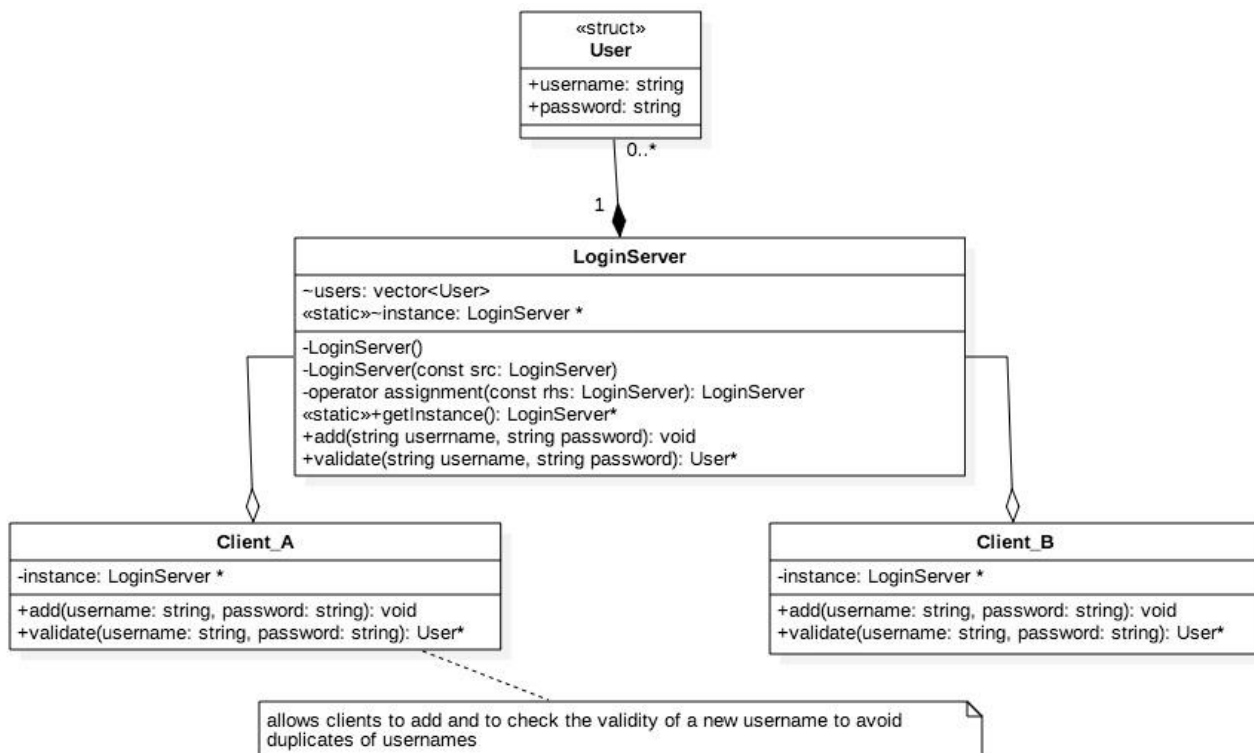 «struct»
User
+username: string
+password: string
0..*
1
LoginServer
~users: vector<User>
«static»~instance: LoginServer *
-LoginServer()
-LoginServer(const src: LoginServer)
-operator assignment(const rhs: LoginServer): LoginServer
«static»+getInstance(): LoginServer*
+add(string userrname, string password): void
+validate(string username, string password): User*
Client_A
-instance: LoginServer *
+add(username: string, password: string): void
+validate(username: string, password: string): User*
Client_B
-instance: LoginServer *
+add(username: string, password: string): void
+validate(username: string, password: string): User*
allows clients to add and to check the validity of a new username to avoid
duplicates of usernames